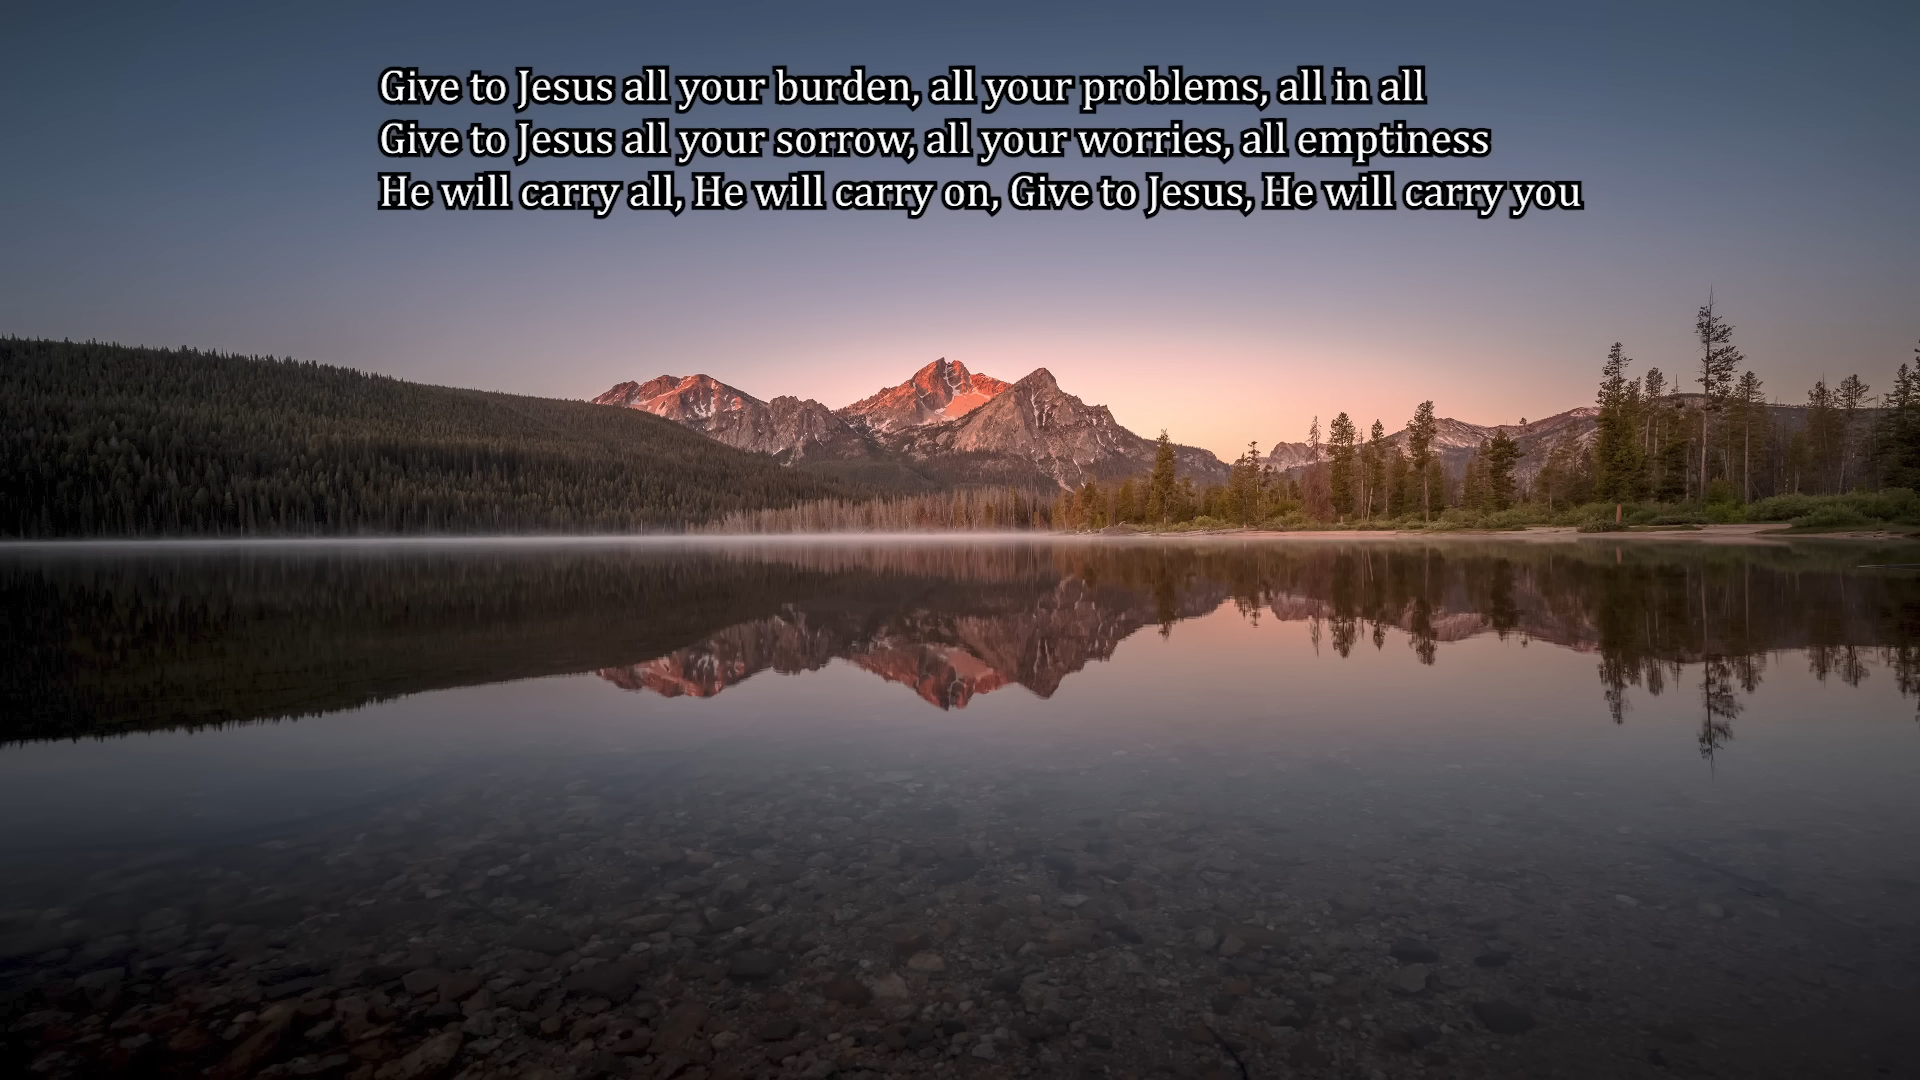 Give to Jesus all your burden, all your problems, all in all
Give to Jesus all your sorrow, all your worries, all emptiness
He will carry all, He will carry on, Give to Jesus, He will carry you